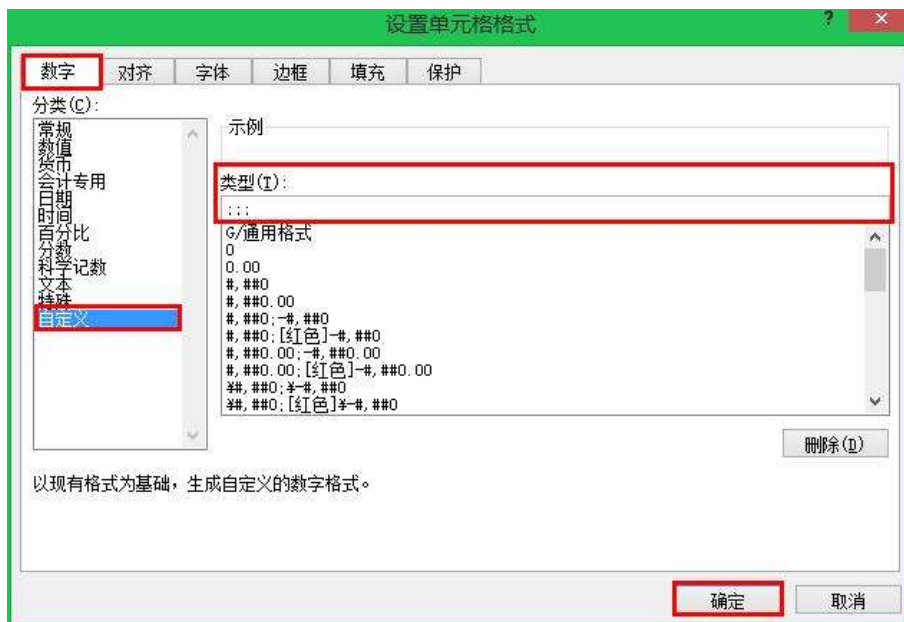 设置单元格格式
? ×
数字 对齐 字体 边框 填充 保护
分类(C):
常规
数值
货币
会计专用
日期
时间
百分比
分数
科学记数
文本
特殊
自定义
示例
类型(T):
;;;
G/通用格式
0
0.00
#,##0
#,##0.00
#,##0;-#,##0
#,##0;[红色]-#,##0
#,##0.00;-#,##0.00
#,##0.00;[红色]-#,##0.00
¥#,##0;¥-#,##0
¥#,##0;[红色]¥-#,##0
删除(D)
以现有格式为基础，生成自定义的数字格式。
确定 取消